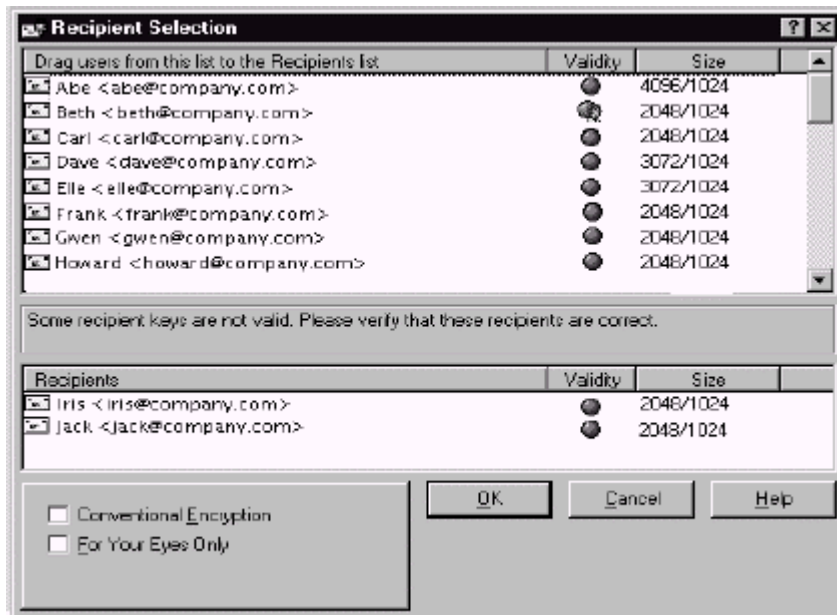 Recipient Selection
Drag users from this list to the Recipients list Validity Size
Abe <abe@company.com> 4096/1024
Beth <beth@company.com> 2048/1024
Carl <carl@company.com> 2048/1024
Dave <dave@company.com> 3072/1024
Elle <elle@company.com> 3072/1024
Frank <frank@company.com> 2048/1024
Gwen <gwen@company.com> 2048/1024
Howard <howard@company.com> 2048/1024
Some recipient keys are not valid. Please verify that these recipients are correct.
Recipients Validity Size
Iris <iris@company.com> 2048/1024
Jack <jack@company.com> 2048/1024
OK Cancel Help
Conventional Encryption
For Your Eyes Only